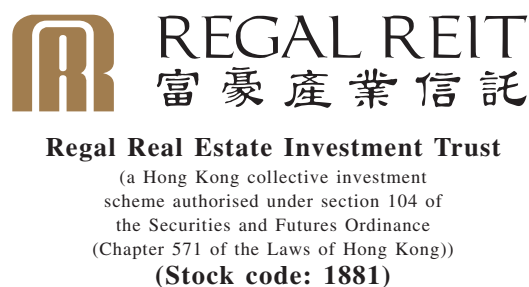 REGAL REIT
富豪產業信託
Regal Real Estate Investment Trust
(a Hong Kong collective investment
scheme authorised under section 104 of
the Securities and Futures Ordinance
(Chapter 571 of the Laws of Hong Kong))
(Stock code: 1881)